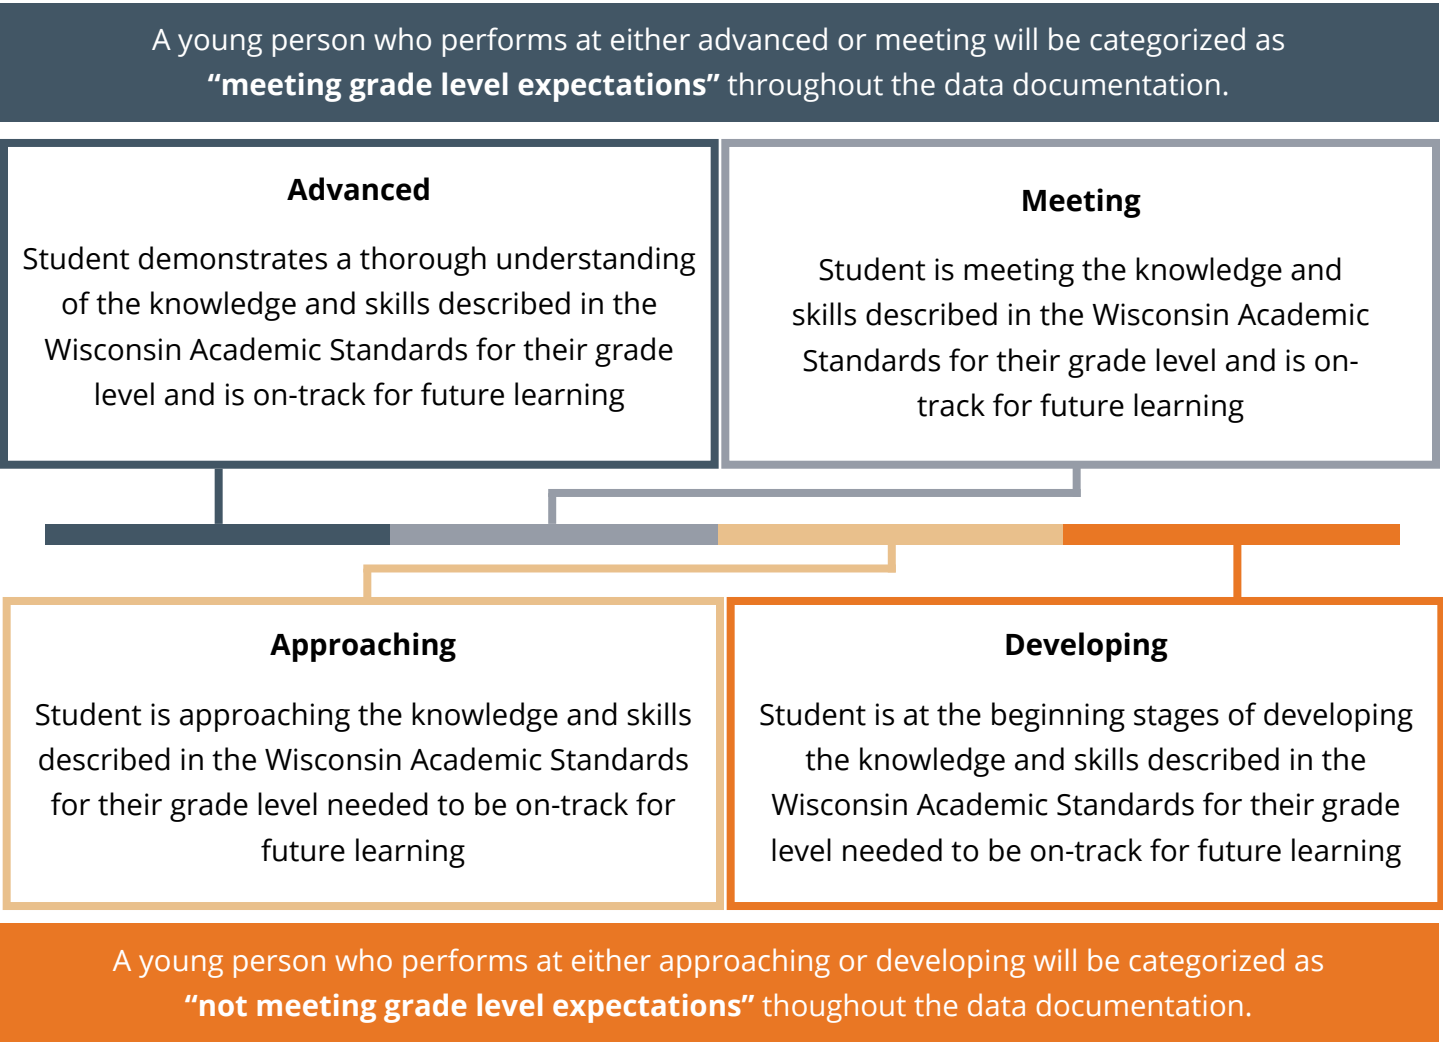 A young person who performs at either advanced or meeting will be categorized as
“meeting grade level expectations” throughout the data documentation.
Advanced
Student demonstrates a thorough understanding
of the knowledge and skills described in the
Wisconsin Academic Standards for their grade
level and is on-track for future learning
Meeting
Student is meeting the knowledge and
skills described in the Wisconsin Academic
Standards for their grade level and is on-
track for future learning
Approaching
Student is approaching the knowledge and skills
described in the Wisconsin Academic Standards
for their grade level needed to be on-track for
future learning
Developing
Student is at the beginning stages of developing
the knowledge and skills described in the
Wisconsin Academic Standards for their grade
level needed to be on-track for future learning
A young person who performs at either approaching or developing will be categorized as
“not meeting grade level expectations” thoughout the data documentation.